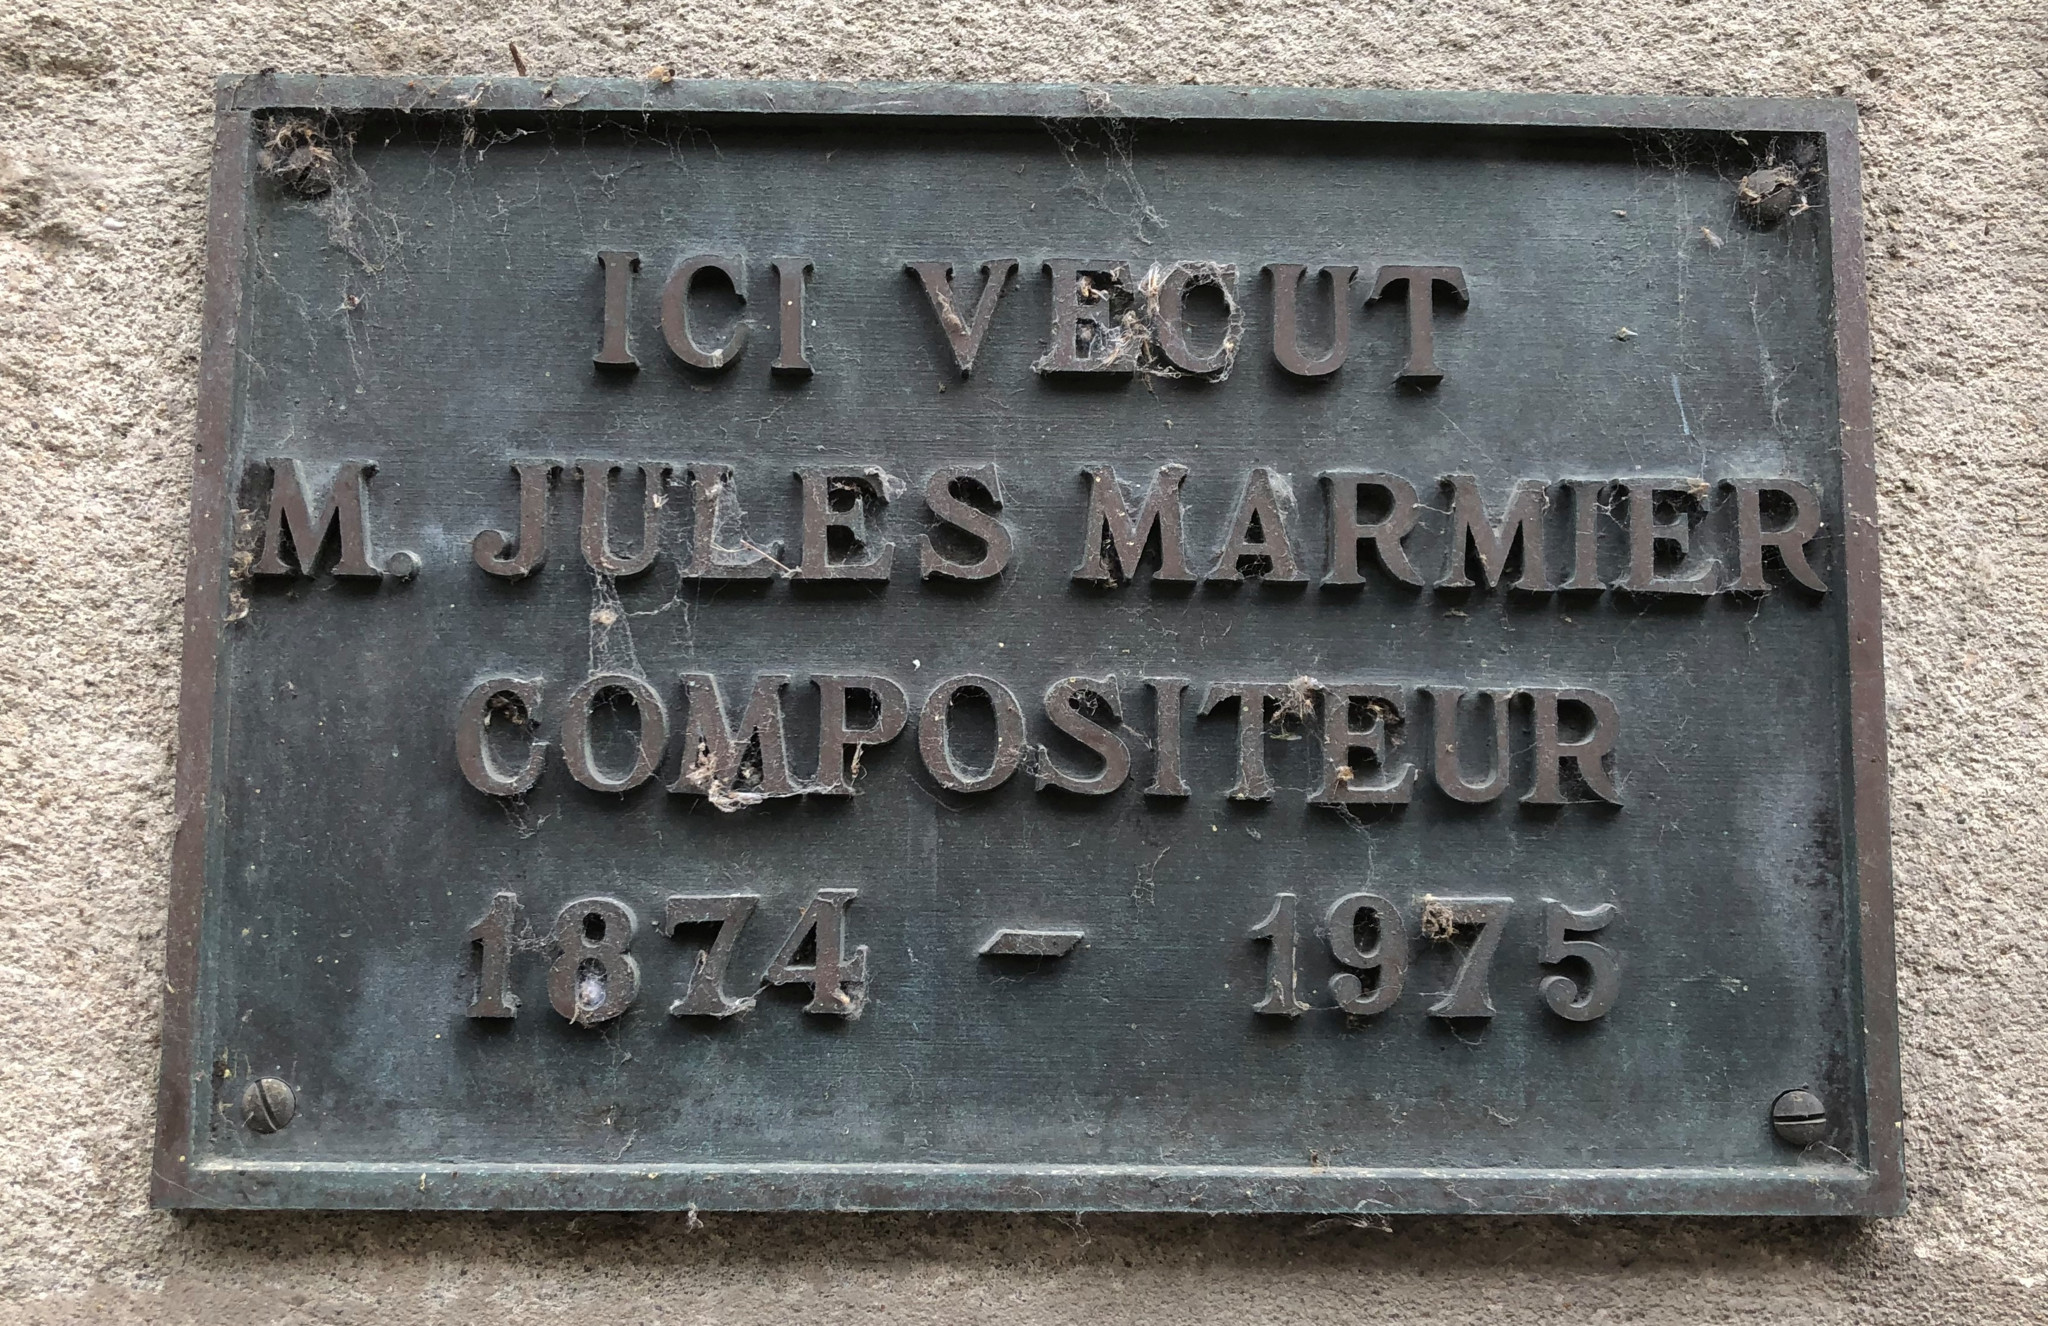 ICI VECUT
M. JULES MARMIER
COMPOSITEUR
1874 – 1975